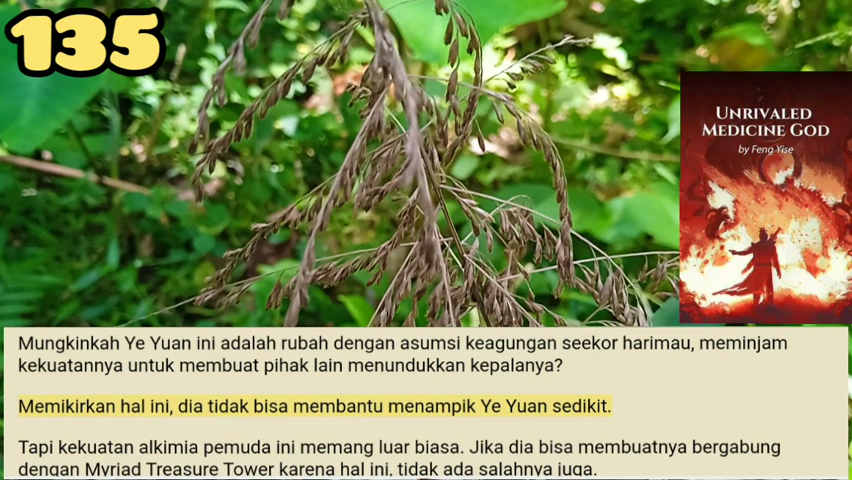 135
UNRIVALED
MEDICINE GOD
by Feng Yise
Mungkinkah Ye Yuan ini adalah rubah dengan asumsi keagungan seekor harimau, meminjam
kekuatannya untuk membuat pihak lain menundukkan kepalanya?
Memikirkan hal ini, dia tidak bisa membantu menampik Ye Yuan sedikit.
Tapi kekuatan alkimia pemuda ini memang luar biasa. Jika dia bisa membuatnya bergabung
dengan Myriad Treasure Tower karena hal ini, tidak ada salahnya juga.